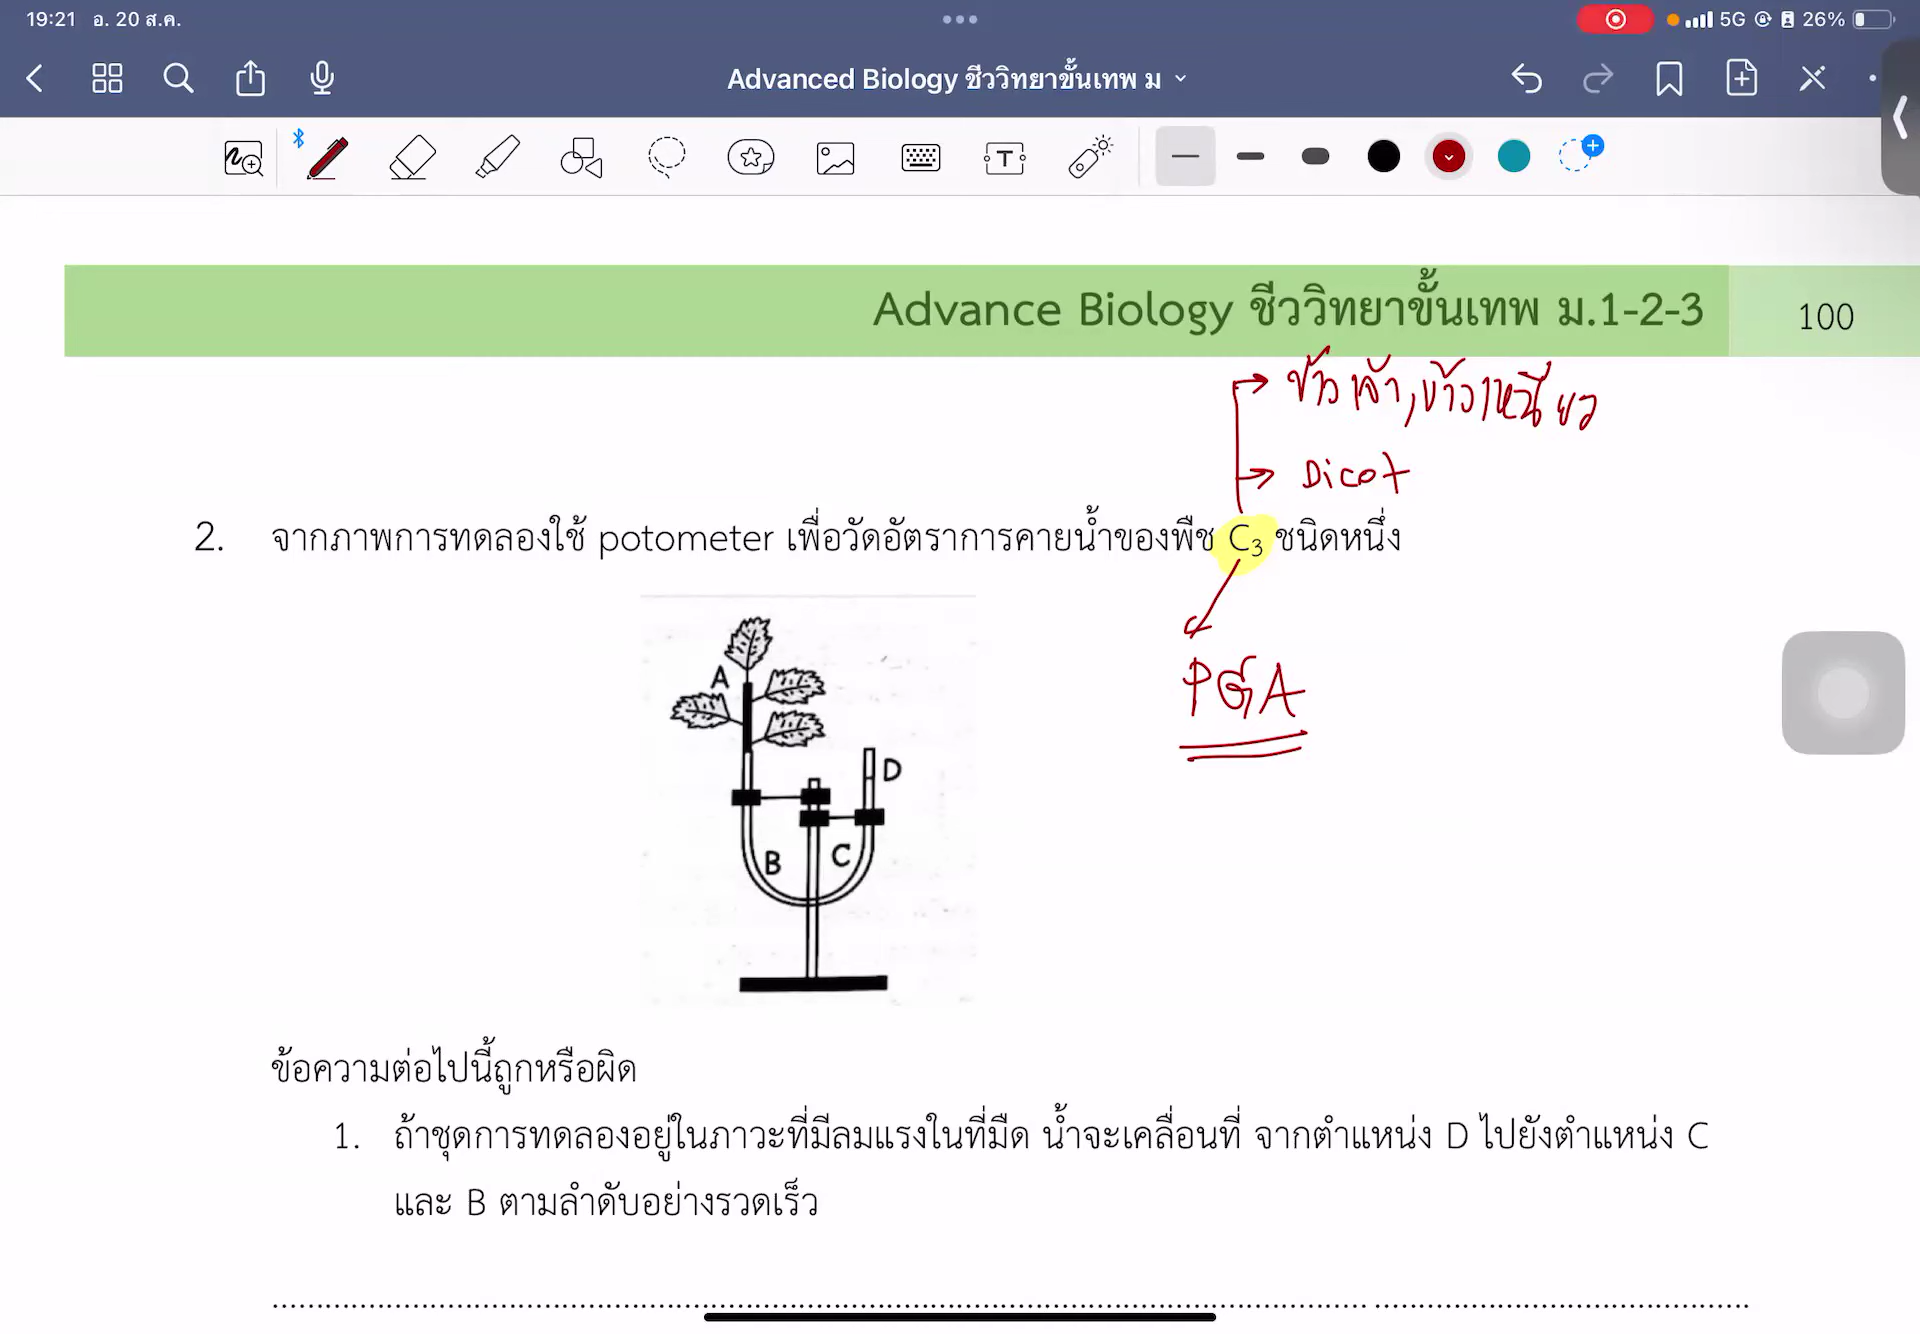 19:21 อ. 20 ส.ค.
5G 26%
Advanced Biology ชีววิทยาขั้นเทพ ม
T
Advance Biology ชีววิทยาขั้นเทพ ม.1-2-3 100
ข้าวเจ้า,ข้าวเหนียว
Dicot
2. จากภาพการทดลองใช้ potometer เพื่อวัดอัตราการคายน้ำของพืช C₃ ชนิดหนึ่ง
PGA
A
D
B C
ข้อความต่อไปนี้ถูกหรือผิด
1. ถ้าชุดการทดลองอยู่ในภาวะที่มีลมแรงในที่มืด น้ำจะเคลื่อนที่ จากตำแหน่ง D ไปยังตำแหน่ง C
และ B ตามลำดับอย่างรวดเร็ว